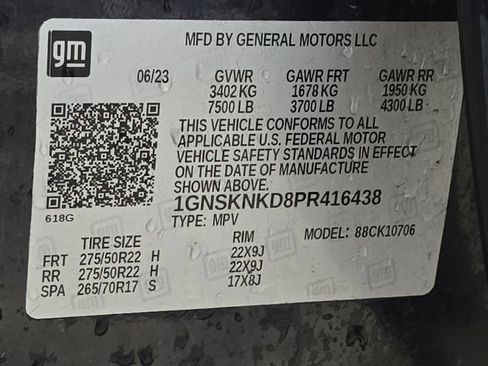 gm
MFD BY GENERAL MOTORS LLC
06/23 GVWR GAWR FRT GAWR RR
3402 KG 1678 KG 1950 KG
7500 LB 3700 LB 4300 LB
THIS VEHICLE CONFORMS TO ALL
APPLICABLE U.S. FEDERAL MOTOR
VEHICLE SAFETY STANDARDS IN EFFECT
ON THE DATE OF MANUFACTURE
SHOWN ABOVE.
618G
1GNSKNKD8PR416438
TYPE: MPV MODEL: 88CK10706
TIRE SIZE RIM
FRT 275/50R22 H 22X9J
RR 275/50R22 H 22X9J
SPA 265/70R17 S 17X8J